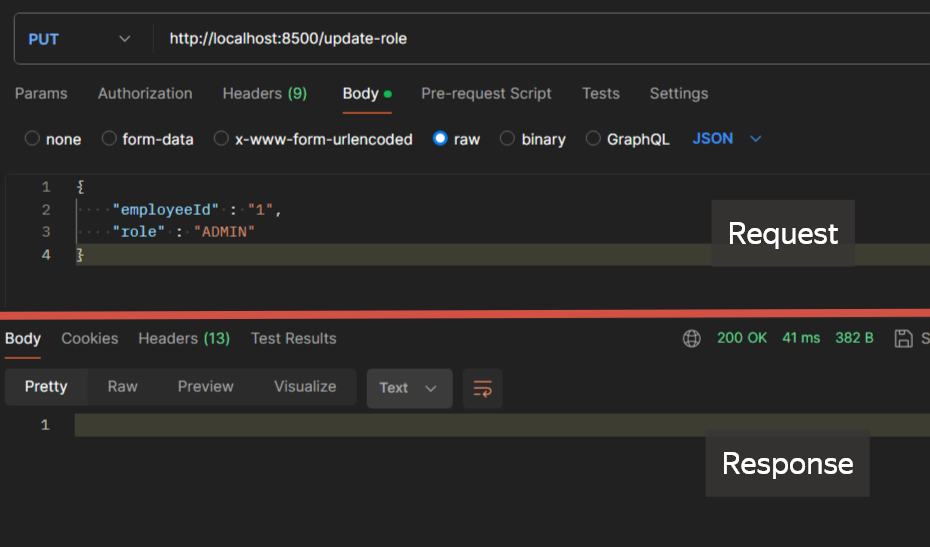 PUT http://localhost:8500/update-role
Params Authorization Headers (9) Body Pre-request Script Tests Settings
none form-data x-www-form-urlencoded raw binary GraphQL JSON
1 {
2 "employeeId" : "1",
3 "role" : "ADMIN"
4 }
Request
Body Cookies Headers (13) Test Results 200 OK 41 ms 382 B S
Pretty Raw Preview Visualize Text
1
Response